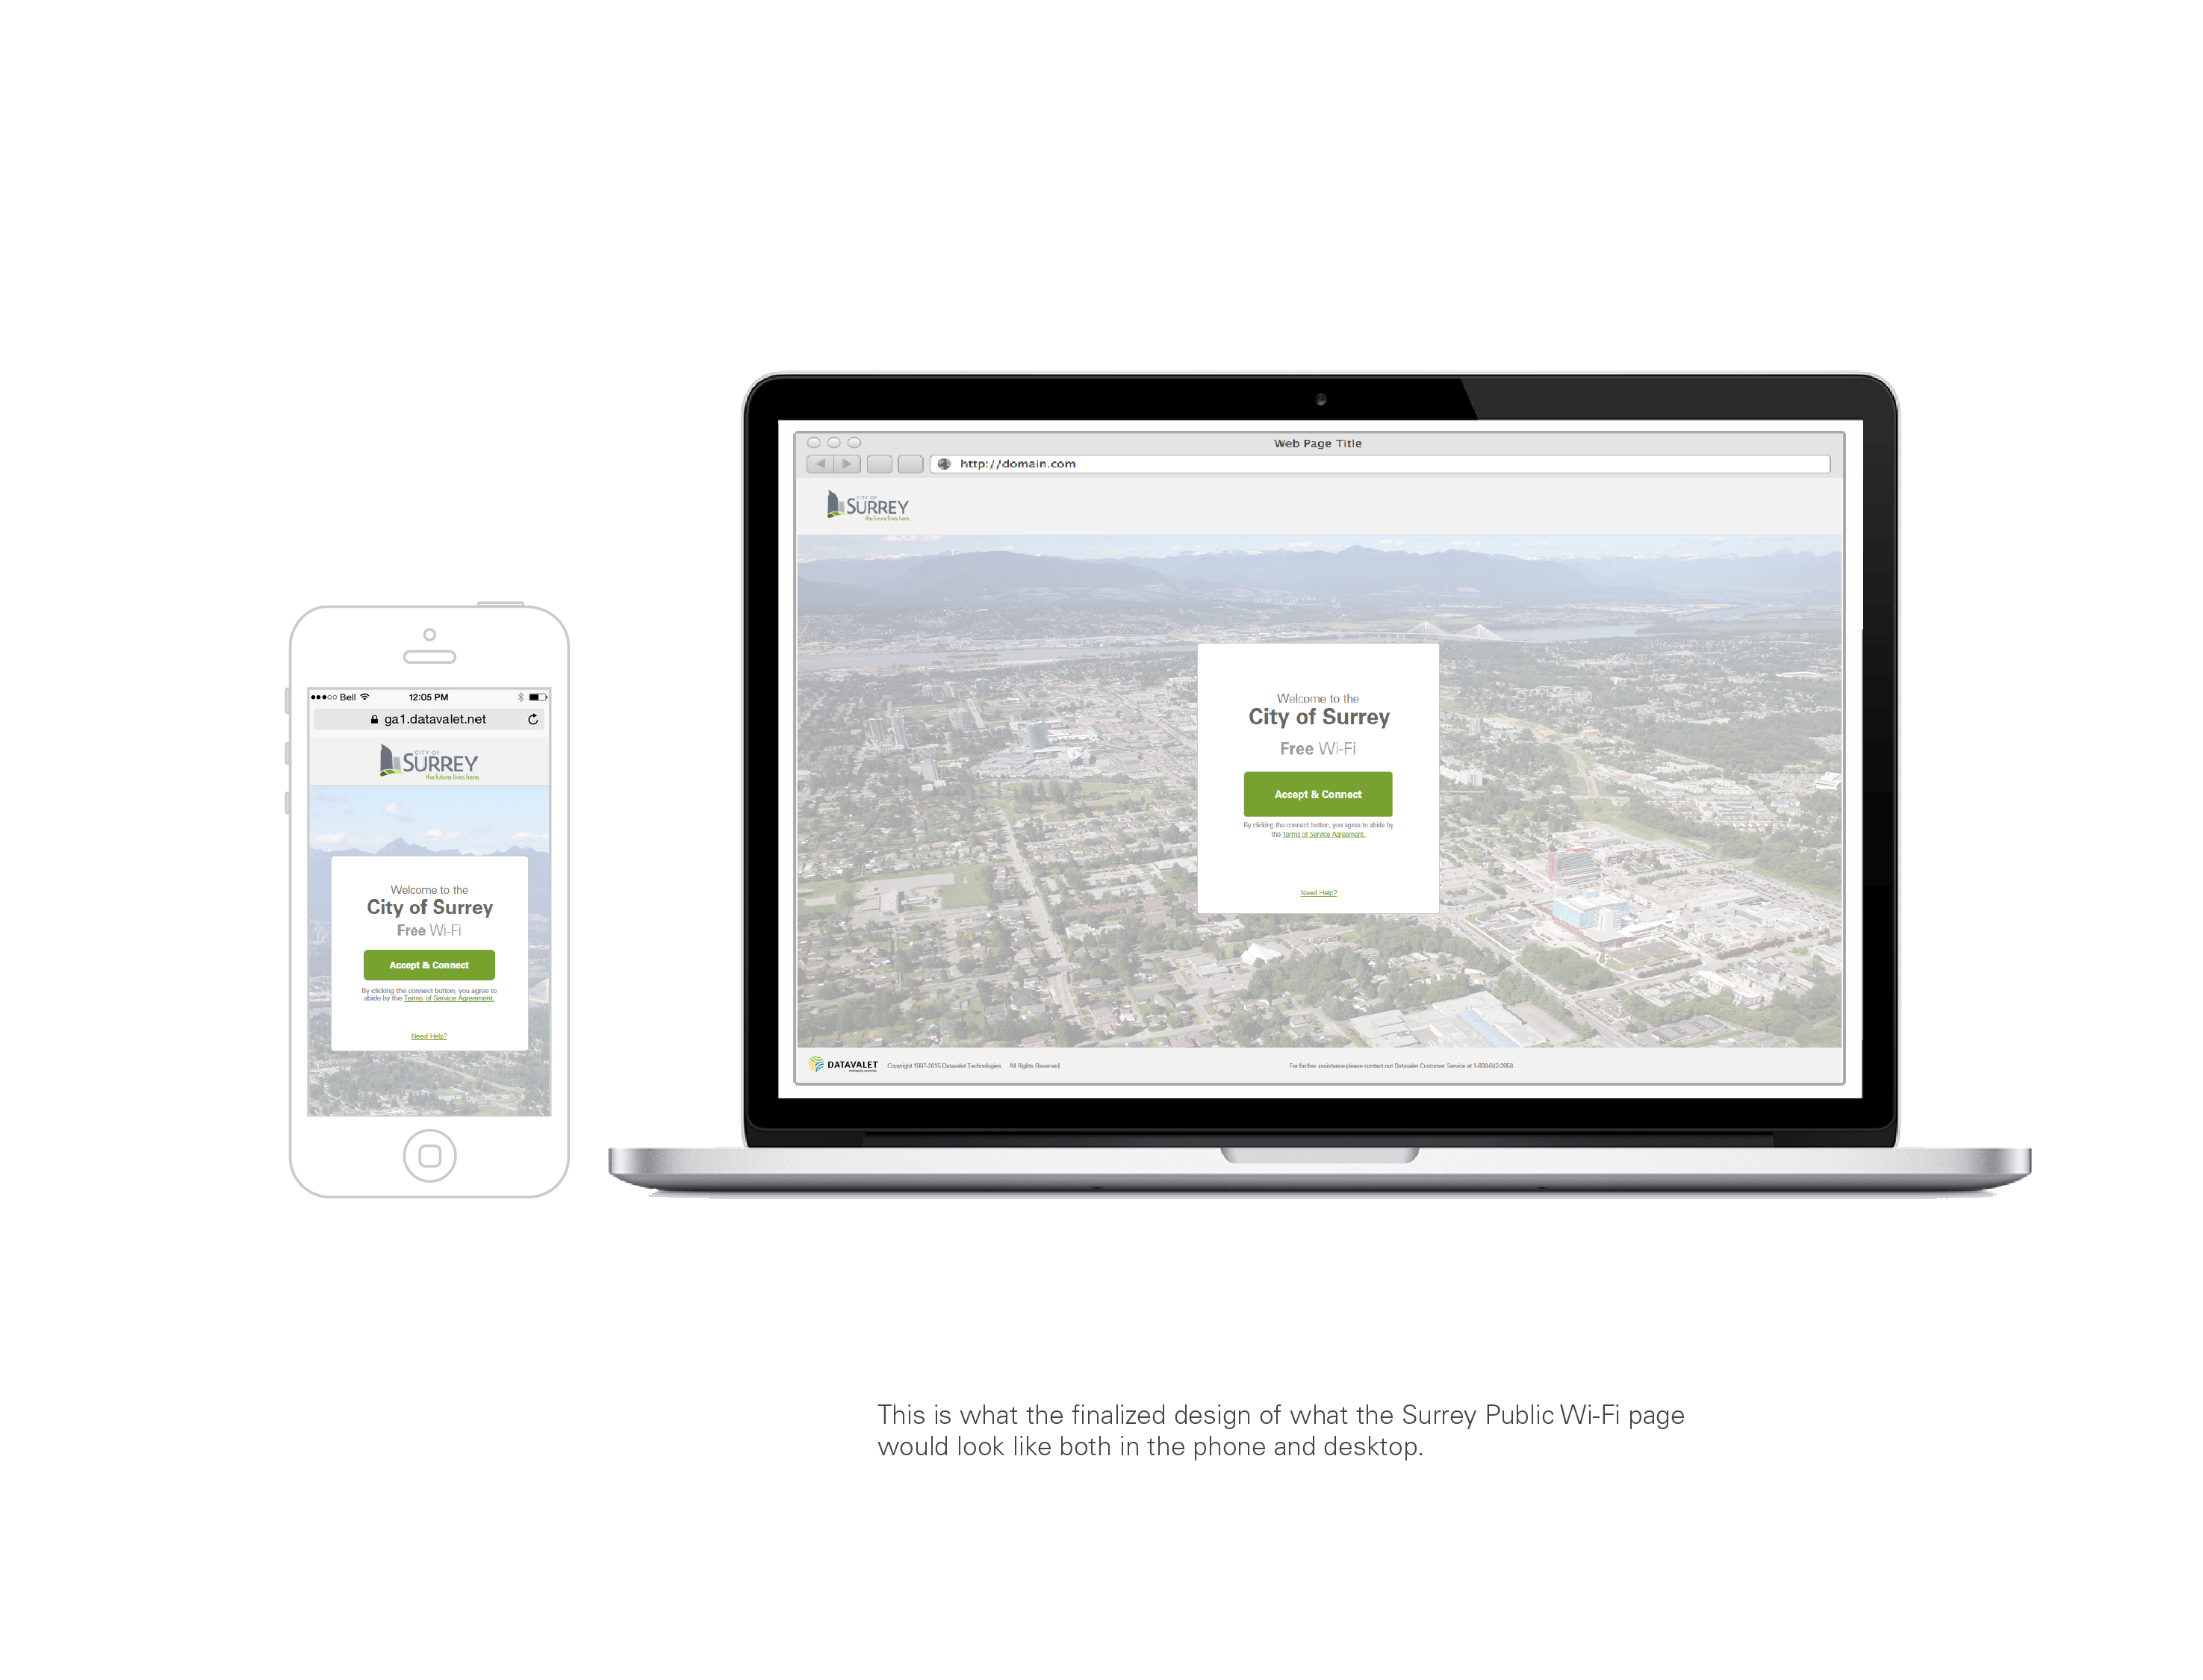 Bell 12:05 PM
ga1.datavalet.net
CITY OF
SURREY
the future lives here.
Welcome to the
City of Surrey
Free Wi-Fi
Accept & Connect
By clicking the connect button, you agree to
abide by the Terms of Service Agreement.
Need Help?
Web Page Title
http://domain.com
CITY OF
SURREY
the future lives here.
Welcome to the
City of Surrey
Free Wi-Fi
Accept & Connect
By clicking the connect button, you agree to abide by
the Terms of Service Agreement.
Need Help?
DATAVALET Copyright 1997-2015 Datavalet Technologies All Rights Reserved. For further assistance please contact our Datavalet Customer Service at
This is what the finalized design of what the Surrey Public Wi-Fi page
would look like both in the phone and desktop.